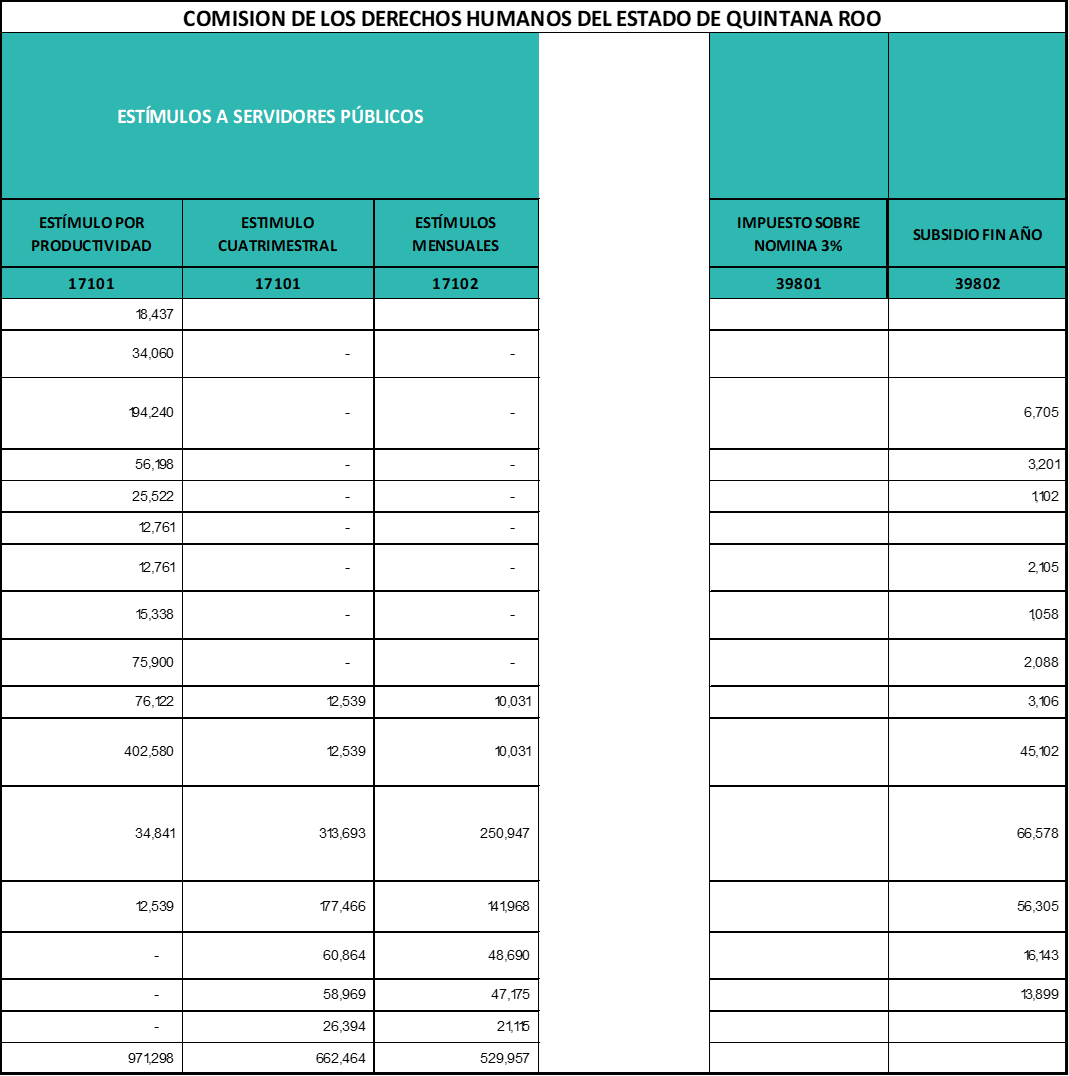 COMISION DE LOS DERECHOS HUMANOS DEL ESTADO DE QUINTANA ROO
ESTÍMULOS A SERVIDORES PÚBLICOS
ESTÍMULO POR PRODUCTIVIDAD ESTIMULO CUATRIMESTRAL ESTÍMULOS MENSUALES IMPUESTO SOBRE NOMINA 3% SUBSIDIO FIN AÑO
17101 17101 17102 39801 39802
18,437
34,060 - -
194,240 - - 6,705
56,198 - - 3,201
25,522 - - 1,102
12,761 - -
12,761 - - 2,105
15,338 - - 1,058
75,900 - - 2,088
76,122 12,539 10,031 3,106
402,580 12,539 10,031 45,102
34,841 313,693 250,947 66,578
12,539 177,466 141,968 56,305
- 60,864 48,690 16,143
- 58,969 47,175 13,899
- 26,394 21,115
971,298 662,464 529,957